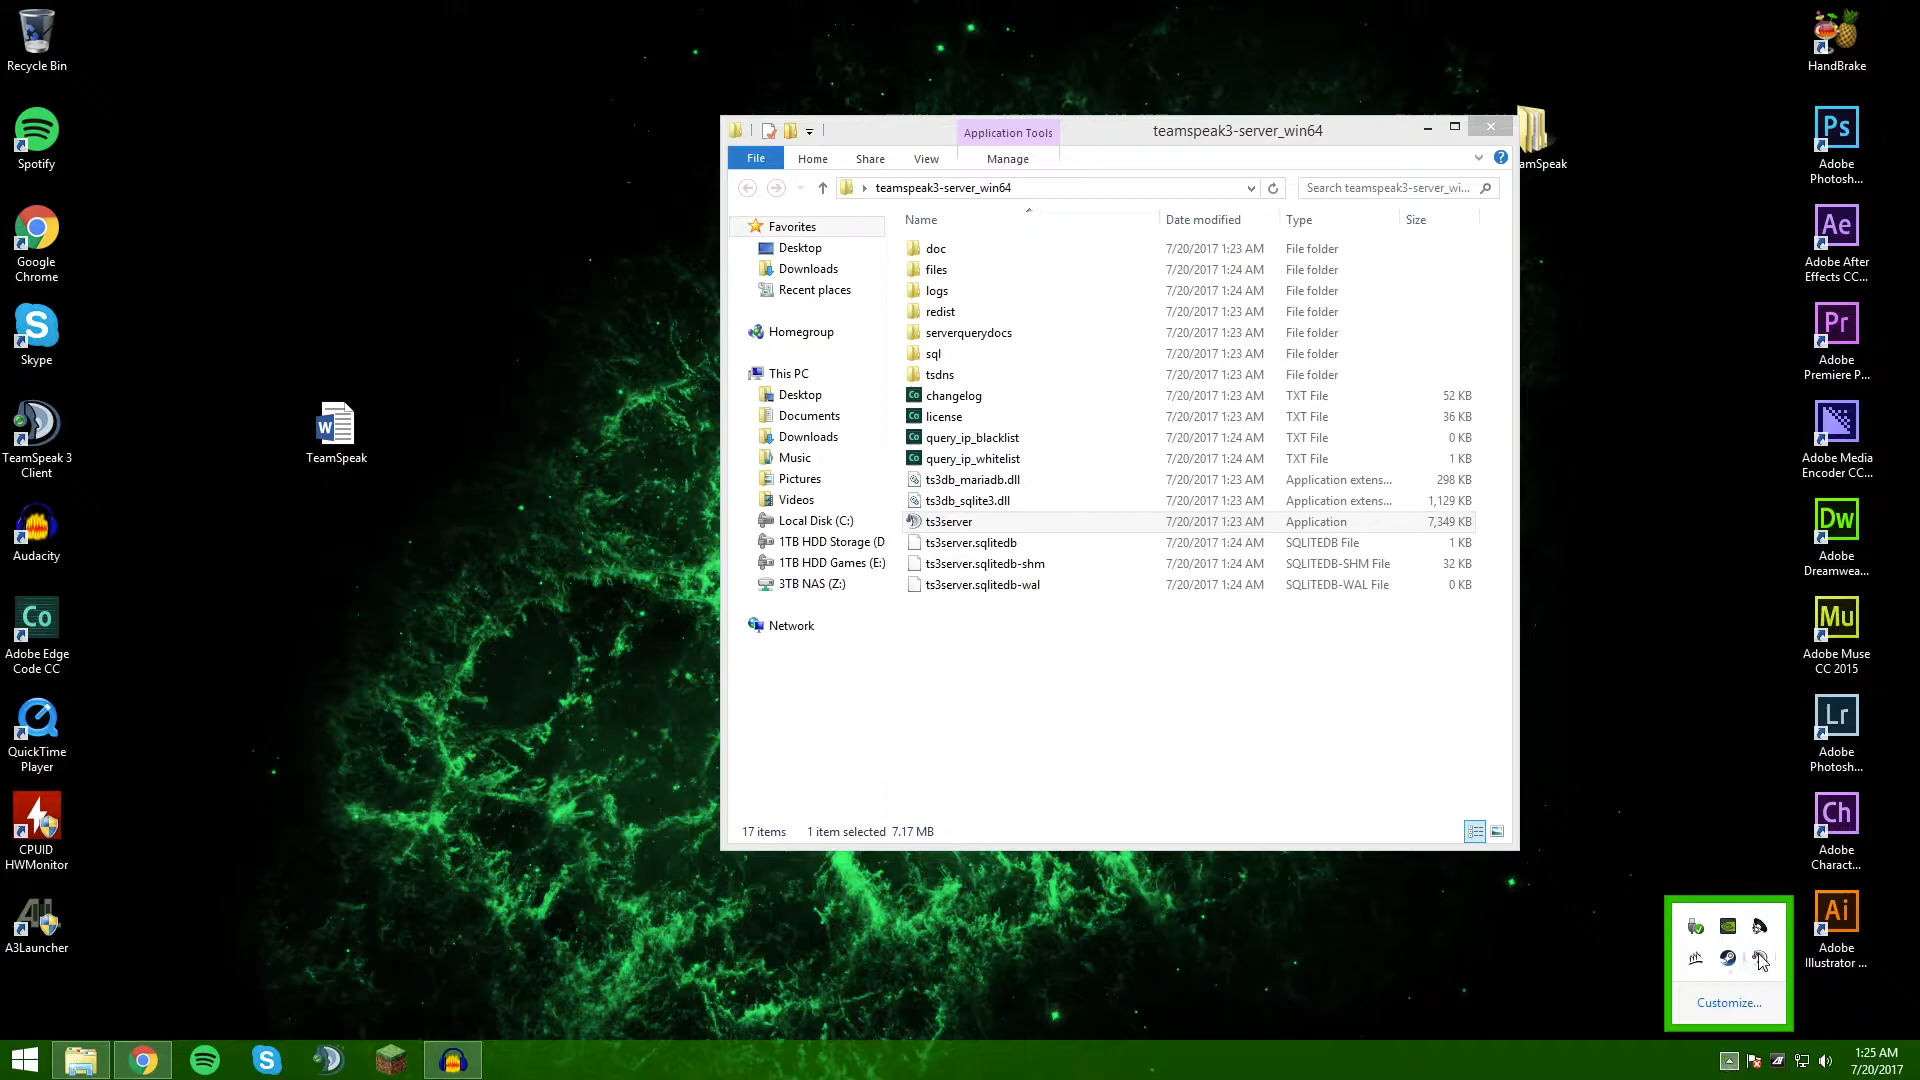 Recycle Bin
Spotify
Google
Chrome
Skype
TeamSpeak 3
Client
Audacity
Co
Adobe Edge
Code CC
QuickTime
Player
CPUID
HWMonitor
A3Launcher
W
TeamSpeak
Application Tools
teamspeak3-server_win64
File
Home
Share
View
Manage
teamspeak3-server_win64
Search teamspeak3-server_wi...
Favorites
Desktop
Downloads
Recent places
Homegroup
This PC
Desktop
Documents
Downloads
Music
Pictures
Videos
Local Disk (C:)
1TB HDD Storage (D
1TB HDD Games (E:)
3TB NAS (Z:)
Network
Name Date modified Type Size
doc 7/20/2017 1:23 AM File folder
files 7/20/2017 1:24 AM File folder
logs 7/20/2017 1:24 AM File folder
redist 7/20/2017 1:23 AM File folder
serverquerydocs 7/20/2017 1:23 AM File folder
sql 7/20/2017 1:23 AM File folder
tsdns 7/20/2017 1:23 AM File folder
Co changelog 7/20/2017 1:23 AM TXT File 52 KB
Co license 7/20/2017 1:23 AM TXT File 36 KB
Co query_ip_blacklist 7/20/2017 1:24 AM TXT File 0 KB
Co query_ip_whitelist 7/20/2017 1:24 AM TXT File 1 KB
ts3db_mariadb.dll 7/20/2017 1:23 AM Application extens... 298 KB
ts3db_sqlite3.dll 7/20/2017 1:23 AM Application extens... 1,129 KB
ts3server 7/20/2017 1:23 AM Application 7,349 KB
ts3server.sqlitedb 7/20/2017 1:24 AM SQLITEDB File 1 KB
ts3server.sqlitedb-shm 7/20/2017 1:24 AM SQLITEDB-SHM File 32 KB
ts3server.sqlitedb-wal 7/20/2017 1:24 AM SQLITEDB-WAL File 0 KB
17 items 1 item selected 7.17 MB
amSpeak
HandBrake
Ps
Adobe
Photosh...
Ae
Adobe After
Effects CC...
Pr
Adobe
Premiere P...
Adobe Media
Encoder CC...
Dw
Adobe
Dreamwea...
Mu
Adobe Muse
CC 2015
Lr
Adobe
Photosh...
Ch
Adobe
Charact...
Ai
Adobe
Illustrator ...
Customize...
1:25 AM
7/20/2017